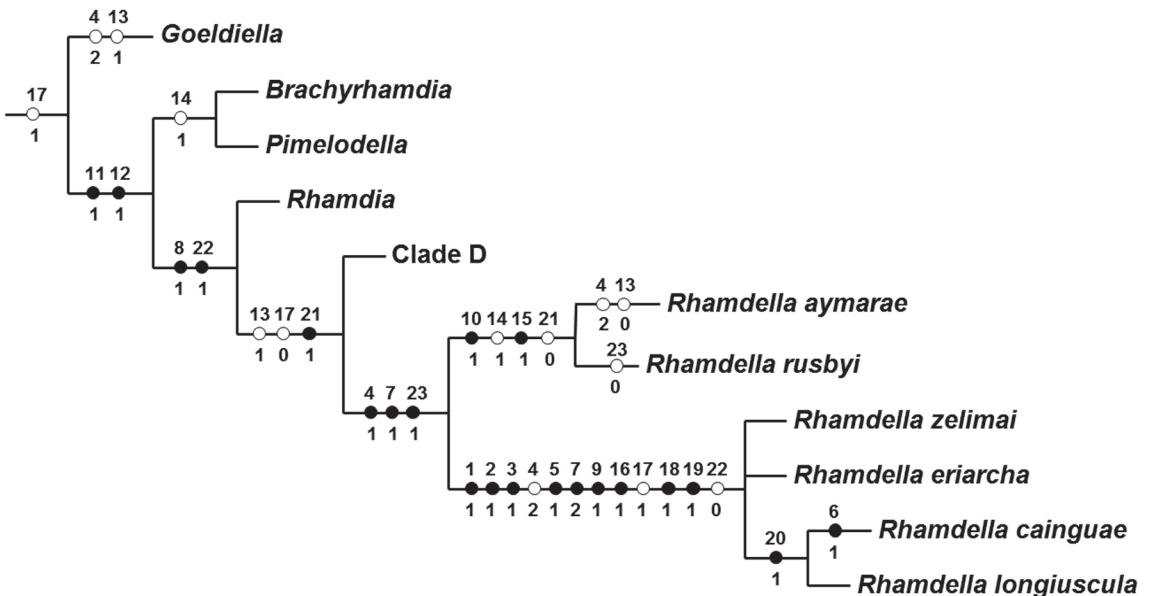 4 13
Goeldiella
2 1
17
1
Brachyrhamdia
14
1
Pimelodella
11 12
1 1
Rhamdia
8 22
1 1
Clade D
13 17 21
1 0 1
4 13
Rhamdella aymarae
2 0
10 14 15 21
1 1 1 0
23
Rhamdella rusbyi
0
4 7 23
1 1 1
Rhamdella zelimai
1 2 3 4 5 7 9 16 17 18 19 22
Rhamdella eriarcha
1 1 1 2 1 2 1 1 1 1 1 0
6
Rhamdella cainguae
1
20
1
Rhamdella longiuscula